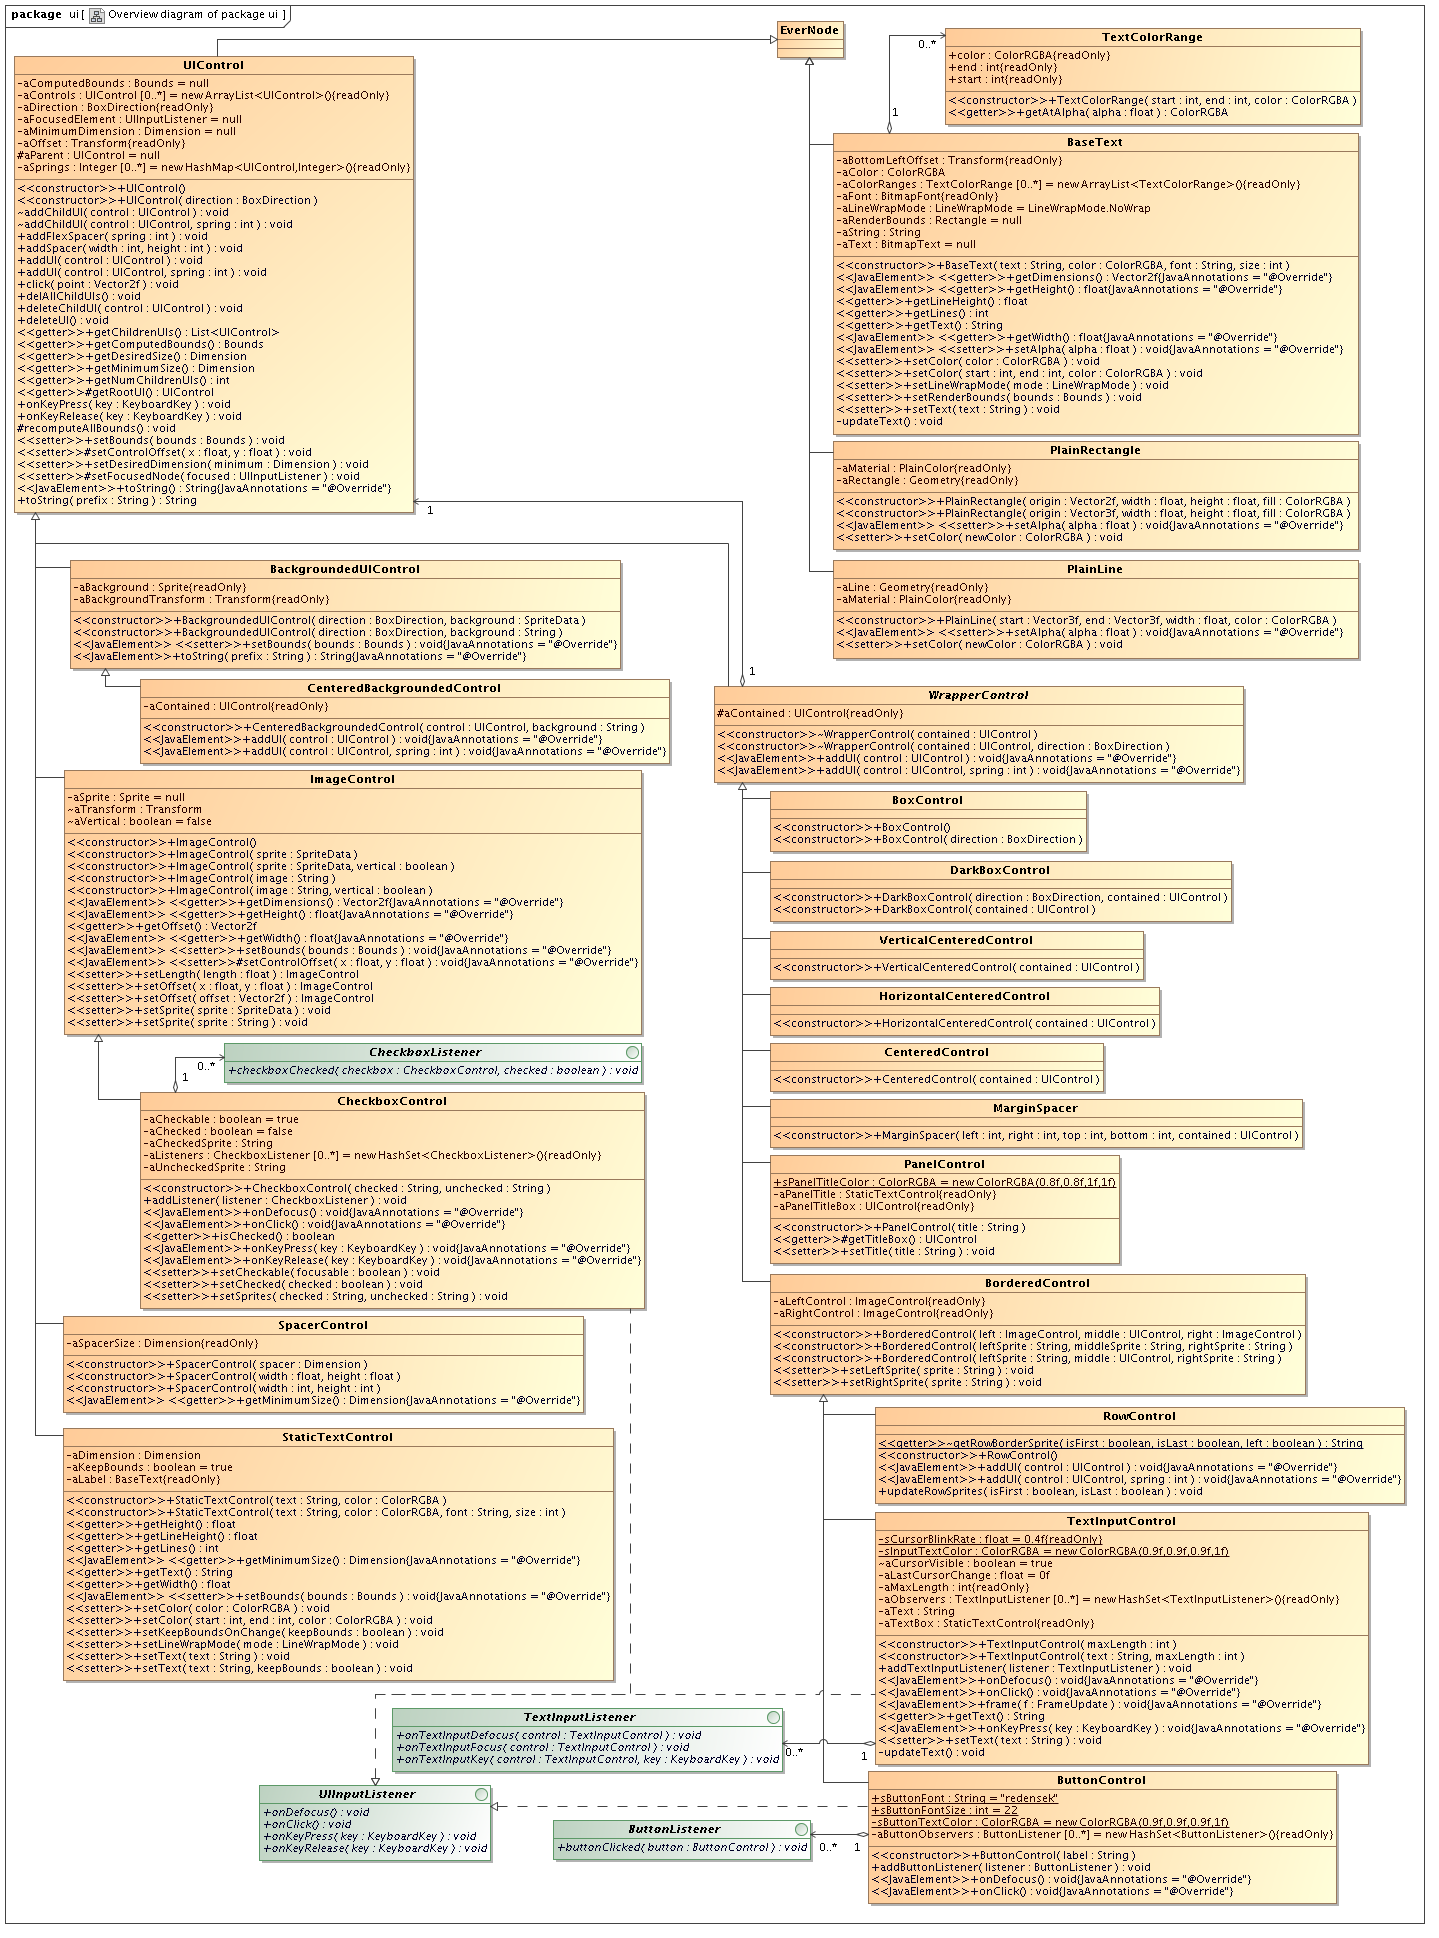 package ui [ Overview diagram of package ui ]
EverNode
UIControl
-aComputedBounds : Bounds = null
-aControls : UIControl [0..*] = new ArrayList<UIControl>(){readOnly}
-aDirection : BoxDirection{readOnly}
-aFocusedElement : UIInputListener = null
-aMinimumDimension : Dimension = null
-aOffset : Transform{readOnly}
#aParent : UIControl = null
-aSprings : Integer [0..*] = new HashMap<UIControl,Integer>(){readOnly}
<<constructor>>+UIControl()
<<constructor>>+UIControl( direction : BoxDirection )
~addChildUI( control : UIControl ) : void
~addChildUI( control : UIControl, spring : int ) : void
+addFlexSpacer( spring : int ) : void
+addSpacer( width : int, height : int ) : void
+addUI( control : UIControl ) : void
+addUI( control : UIControl, spring : int ) : void
+click( point : Vector2f ) : void
+delAllChildUIs() : void
+deleteChildUI( control : UIControl ) : void
+deleteUI() : void
<<getter>>+getChildrenUIs() : List<UIControl>
<<getter>>+getComputedBounds() : Bounds
<<getter>>+getDesiredSize() : Dimension
<<getter>>+getMinimumSize() : Dimension
<<getter>>+getNumChildrenUIs() : int
<<getter>>#getRootUI() : UIControl
+onKeyPress( key : KeyboardKey ) : void
+onKeyRelease( key : KeyboardKey ) : void
#recomputeAllBounds() : void
<<setter>>+setBounds( bounds : Bounds ) : void
<<setter>>#setControlOffset( x : float, y : float ) : void
<<setter>>+setDesiredDimension( minimum : Dimension ) : void
<<setter>>#setFocusedNode( focused : UIInputListener ) : void
<<JavaElement>>+toString() : String{JavaAnnotations = "@Override"}
+toString( prefix : String ) : String
1
0..*
1
TextColorRange
+color : ColorRGBA{readOnly}
+end : int{readOnly}
+start : int{readOnly}
<<constructor>>+TextColorRange( start : int, end : int, color : ColorRGBA )
<<getter>>+getAtAlpha( alpha : float ) : ColorRGBA
BaseText
-aBottomLeftOffset : Transform{readOnly}
-aColor : ColorRGBA
-aColorRanges : TextColorRange [0..*] = new ArrayList<TextColorRange>(){readOnly}
-aFont : BitmapFont{readOnly}
-aLineWrapMode : LineWrapMode = LineWrapMode.NoWrap
-aRenderBounds : Rectangle = null
-aString : String
-aText : BitmapText = null
<<constructor>>+BaseText( text : String, color : ColorRGBA, font : String, size : int )
<<JavaElement>> <<getter>>+getDimensions() : Vector2f{JavaAnnotations = "@Override"}
<<JavaElement>> <<getter>>+getHeight() : float{JavaAnnotations = "@Override"}
<<getter>>+getLineHeight() : float
<<getter>>+getLines() : int
<<getter>>+getText() : String
<<JavaElement>> <<getter>>+getWidth() : float{JavaAnnotations = "@Override"}
<<JavaElement>> <<setter>>+setAlpha( alpha : float ) : void{JavaAnnotations = "@Override"}
<<setter>>+setColor( color : ColorRGBA ) : void
<<setter>>+setColor( start : int, end : int, color : ColorRGBA ) : void
<<setter>>+setLineWrapMode( mode : LineWrapMode ) : void
<<setter>>+setRenderBounds( bounds : Bounds ) : void
<<setter>>+setText( text : String ) : void
-updateText() : void
PlainRectangle
-aMaterial : PlainColor{readOnly}
-aRectangle : Geometry{readOnly}
<<constructor>>+PlainRectangle( origin : Vector2f, width : float, height : float, fill : ColorRGBA )
<<constructor>>+PlainRectangle( origin : Vector3f, width : float, height : float, fill : ColorRGBA )
<<JavaElement>> <<setter>>+setAlpha( alpha : float ) : void{JavaAnnotations = "@Override"}
<<setter>>+setColor( newColor : ColorRGBA ) : void
PlainLine
-aLine : Geometry{readOnly}
-aMaterial : PlainColor{readOnly}
<<constructor>>+PlainLine( start : Vector3f, end : Vector3f, width : float, color : ColorRGBA )
<<JavaElement>> <<setter>>+setAlpha( alpha : float ) : void{JavaAnnotations = "@Override"}
<<setter>>+setColor( newColor : ColorRGBA ) : void
BackgroundedUIControl
-aBackground : Sprite{readOnly}
-aBackgroundTransform : Transform{readOnly}
<<constructor>>+BackgroundedUIControl( direction : BoxDirection, background : SpriteData )
<<constructor>>+BackgroundedUIControl( direction : BoxDirection, background : String )
<<JavaElement>> <<setter>>+setBounds( bounds : Bounds ) : void{JavaAnnotations = "@Override"}
<<JavaElement>>+toString( prefix : String ) : String{JavaAnnotations = "@Override"}
CenteredBackgroundedControl
-aContained : UIControl{readOnly}
<<constructor>>+CenteredBackgroundedControl( control : UIControl, background : String )
<<JavaElement>>+addUI( control : UIControl ) : void{JavaAnnotations = "@Override"}
<<JavaElement>>+addUI( control : UIControl, spring : int ) : void{JavaAnnotations = "@Override"}
ImageControl
-aSprite : Sprite = null
~aTransform : Transform
~aVertical : boolean = false
<<constructor>>+ImageControl()
<<constructor>>+ImageControl( sprite : SpriteData )
<<constructor>>+ImageControl( sprite : SpriteData, vertical : boolean )
<<constructor>>+ImageControl( image : String )
<<constructor>>+ImageControl( image : String, vertical : boolean )
<<JavaElement>> <<getter>>+getDimensions() : Vector2f{JavaAnnotations = "@Override"}
<<JavaElement>> <<getter>>+getHeight() : float{JavaAnnotations = "@Override"}
<<getter>>+getOffset() : Vector2f
<<JavaElement>> <<getter>>+getWidth() : float{JavaAnnotations = "@Override"}
<<JavaElement>> <<setter>>+setBounds( bounds : Bounds ) : void{JavaAnnotations = "@Override"}
<<JavaElement>> <<setter>>#setControlOffset( x : float, y : float ) : void{JavaAnnotations = "@Override"}
<<setter>>+setLength( length : float ) : ImageControl
<<setter>>+setOffset( x : float, y : float ) : ImageControl
<<setter>>+setOffset( offset : Vector2f ) : ImageControl
<<setter>>+setSprite( sprite : SpriteData ) : void
<<setter>>+setSprite( sprite : String ) : void
0..*
1
CheckboxListener
+checkboxChecked( checkbox : CheckboxControl, checked : boolean ) : void
CheckboxControl
-aCheckable : boolean = true
-aChecked : boolean = false
-aCheckedSprite : String
-aListeners : CheckboxListener [0..*] = new HashSet<CheckboxListener>(){readOnly}
-aUncheckedSprite : String
<<constructor>>+CheckboxControl( checked : String, unchecked : String )
+addListener( listener : CheckboxListener ) : void
<<JavaElement>>+onDefocus() : void{JavaAnnotations = "@Override"}
<<JavaElement>>+onClick() : void{JavaAnnotations = "@Override"}
<<getter>>+isChecked() : boolean
<<JavaElement>>+onKeyPress( key : KeyboardKey ) : void{JavaAnnotations = "@Override"}
<<JavaElement>>+onKeyRelease( key : KeyboardKey ) : void{JavaAnnotations = "@Override"}
<<setter>>+setCheckable( focusable : boolean ) : void
<<setter>>+setChecked( checked : boolean ) : void
<<setter>>+setSprites( checked : String, unchecked : String ) : void
SpacerControl
-aSpacerSize : Dimension{readOnly}
<<constructor>>+SpacerControl( spacer : Dimension )
<<constructor>>+SpacerControl( width : float, height : float )
<<constructor>>+SpacerControl( width : int, height : int )
<<JavaElement>> <<getter>>+getMinimumSize() : Dimension{JavaAnnotations = "@Override"}
StaticTextControl
-aDimension : Dimension
-aKeepBounds : boolean = true
-aLabel : BaseText{readOnly}
<<constructor>>+StaticTextControl( text : String, color : ColorRGBA )
<<constructor>>+StaticTextControl( text : String, color : ColorRGBA, font : String, size : int )
<<getter>>+getHeight() : float
<<getter>>+getLineHeight() : float
<<getter>>+getLines() : int
<<JavaElement>> <<getter>>+getMinimumSize() : Dimension{JavaAnnotations = "@Override"}
<<getter>>+getText() : String
<<getter>>+getWidth() : float
<<JavaElement>> <<setter>>+setBounds( bounds : Bounds ) : void{JavaAnnotations = "@Override"}
<<setter>>+setColor( color : ColorRGBA ) : void
<<setter>>+setColor( start : int, end : int, color : ColorRGBA ) : void
<<setter>>+setKeepBoundsOnChange( keepBounds : boolean ) : void
<<setter>>+setLineWrapMode( mode : LineWrapMode ) : void
<<setter>>+setText( text : String ) : void
<<setter>>+setText( text : String, keepBounds : boolean ) : void
1
WrapperControl
#aContained : UIControl{readOnly}
<<constructor>>~WrapperControl( contained : UIControl )
<<constructor>>~WrapperControl( contained : UIControl, direction : BoxDirection )
<<JavaElement>>+addUI( control : UIControl ) : void{JavaAnnotations = "@Override"}
<<JavaElement>>+addUI( control : UIControl, spring : int ) : void{JavaAnnotations = "@Override"}
BoxControl
<<constructor>>+BoxControl()
<<constructor>>+BoxControl( direction : BoxDirection )
DarkBoxControl
<<constructor>>+DarkBoxControl( direction : BoxDirection, contained : UIControl )
<<constructor>>+DarkBoxControl( contained : UIControl )
VerticalCenteredControl
<<constructor>>+VerticalCenteredControl( contained : UIControl )
HorizontalCenteredControl
<<constructor>>+HorizontalCenteredControl( contained : UIControl )
CenteredControl
<<constructor>>+CenteredControl( contained : UIControl )
MarginSpacer
<<constructor>>+MarginSpacer( left : int, right : int, top : int, bottom : int, contained : UIControl )
PanelControl
+sPanelTitleColor : ColorRGBA = new ColorRGBA(0.8f,0.8f,1f,1f)
-aPanelTitle : StaticTextControl{readOnly}
-aPanelTitleBox : UIControl{readOnly}
<<constructor>>+PanelControl( title : String )
<<getter>>#getTitleBox() : UIControl
<<setter>>+setTitle( title : String ) : void
BorderedControl
-aLeftControl : ImageControl{readOnly}
-aRightControl : ImageControl{readOnly}
<<constructor>>+BorderedControl( left : ImageControl, middle : UIControl, right : ImageControl )
<<constructor>>+BorderedControl( leftSprite : String, middleSprite : String, rightSprite : String )
<<constructor>>+BorderedControl( leftSprite : String, middle : UIControl, rightSprite : String )
<<setter>>+setLeftSprite( sprite : String ) : void
<<setter>>+setRightSprite( sprite : String ) : void
RowControl
<<getter>>~getRowBorderSprite( isFirst : boolean, isLast : boolean, left : boolean ) : String
<<constructor>>+RowControl()
<<JavaElement>>+addUI( control : UIControl ) : void{JavaAnnotations = "@Override"}
<<JavaElement>>+addUI( control : UIControl, spring : int ) : void{JavaAnnotations = "@Override"}
+updateRowSprites( isFirst : boolean, isLast : boolean ) : void
TextInputControl
-sCursorBlinkRate : float = 0.4f{readOnly}
-sInputTextColor : ColorRGBA = new ColorRGBA(0.9f,0.9f,0.9f,1f)
~aCursorVisible : boolean = true
-aLastCursorChange : float = 0f
-aMaxLength : int{readOnly}
-aObservers : TextInputListener [0..*] = new HashSet<TextInputListener>(){readOnly}
~aText : String
-aTextBox : StaticTextControl{readOnly}
<<constructor>>+TextInputControl( maxLength : int )
<<constructor>>+TextInputControl( text : String, maxLength : int )
+addTextInputListener( listener : TextInputListener ) : void
<<JavaElement>>+onDefocus() : void{JavaAnnotations = "@Override"}
<<JavaElement>>+onClick() : void{JavaAnnotations = "@Override"}
<<JavaElement>>+frame( f : FrameUpdate ) : void{JavaAnnotations = "@Override"}
<<getter>>+getText() : String
<<JavaElement>>+onKeyPress( key : KeyboardKey ) : void{JavaAnnotations = "@Override"}
<<setter>>+setText( text : String ) : void
-updateText() : void
TextInputListener
+onTextInputDefocus( control : TextInputControl ) : void
+onTextInputFocus( control : TextInputControl ) : void
+onTextInputKey( control : TextInputControl, key : KeyboardKey ) : void
0..*
1
UIInputListener
+onDefocus() : void
+onClick() : void
+onKeyPress( key : KeyboardKey ) : void
+onKeyRelease( key : KeyboardKey ) : void
ButtonListener
+buttonClicked( button : ButtonControl ) : void
0..*
1
ButtonControl
+sButtonFont : String = "redensek"
+sButtonFontSize : int = 22
-sButtonTextColor : ColorRGBA = new ColorRGBA(0.9f,0.9f,0.9f,1f)
-aButtonObservers : ButtonListener [0..*] = new HashSet<ButtonListener>(){readOnly}
<<constructor>>+ButtonControl( label : String )
+addButtonListener( listener : ButtonListener ) : void
<<JavaElement>>+onDefocus() : void{JavaAnnotations = "@Override"}
<<JavaElement>>+onClick() : void{JavaAnnotations = "@Override"}